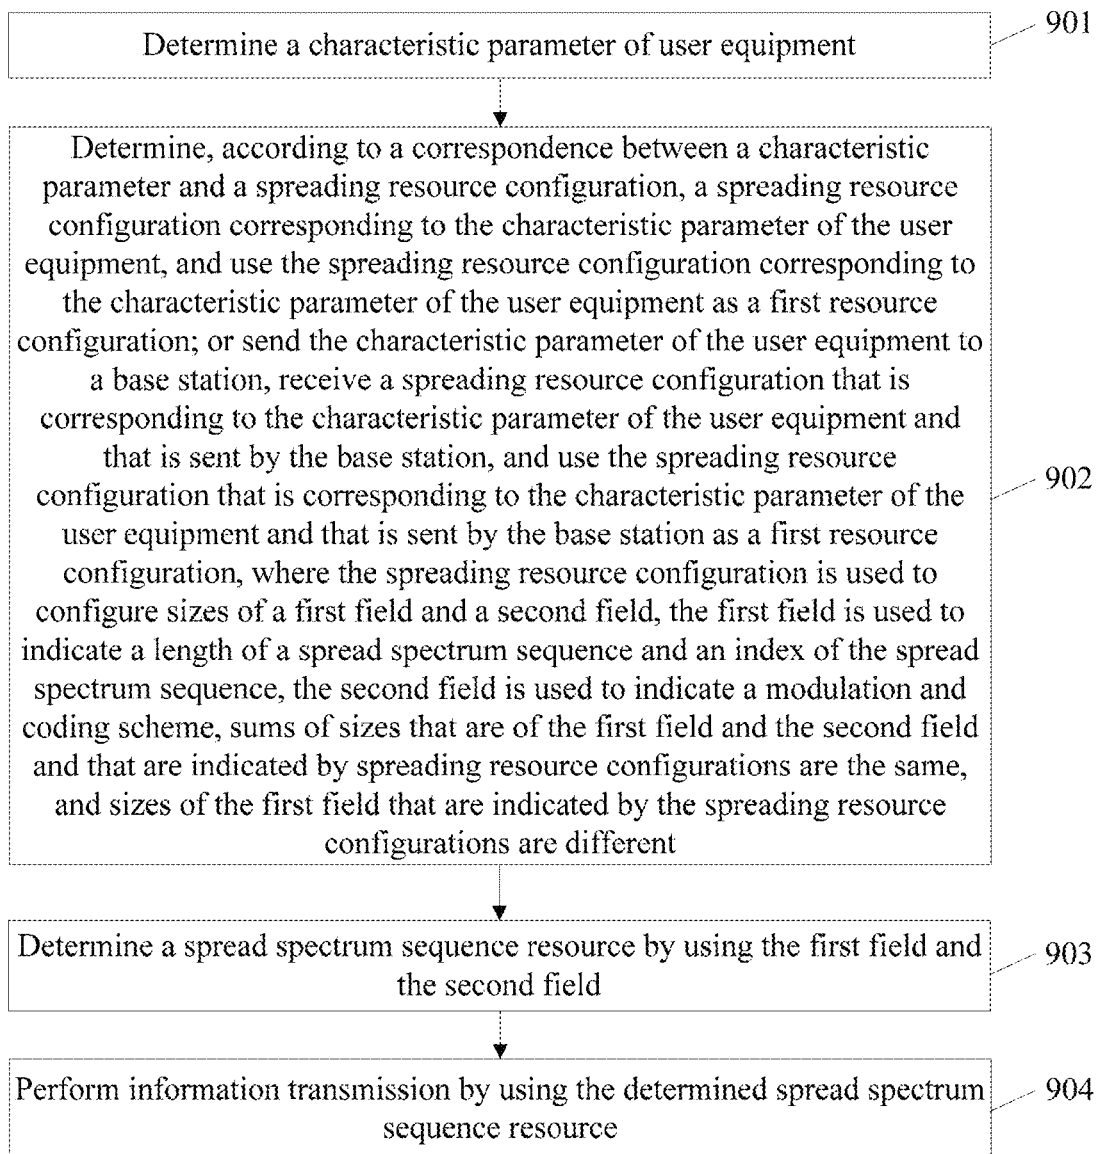 Determine a characteristic parameter of user equipment
901
Determine, according to a correspondence between a characteristic
parameter and a spreading resource configuration, a spreading resource
configuration corresponding to the characteristic parameter of the user
equipment, and use the spreading resource configuration corresponding to
the characteristic parameter of the user equipment as a first resource
configuration; or send the characteristic parameter of the user equipment to
a base station, receive a spreading resource configuration that is
corresponding to the characteristic parameter of the user equipment and
that is sent by the base station, and use the spreading resource
configuration that is corresponding to the characteristic parameter of the
user equipment and that is sent by the base station as a first resource
configuration, where the spreading resource configuration is used to
configure sizes of a first field and a second field, the first field is used to
indicate a length of a spread spectrum sequence and an index of the spread
spectrum sequence, the second field is used to indicate a modulation and
coding scheme, sums of sizes that are of the first field and the second field
and that are indicated by spreading resource configurations are the same,
and sizes of the first field that are indicated by the spreading resource
configurations are different
902
Determine a spread spectrum sequence resource by using the first field and
the second field
903
Perform information transmission by using the determined spread spectrum
sequence resource
904